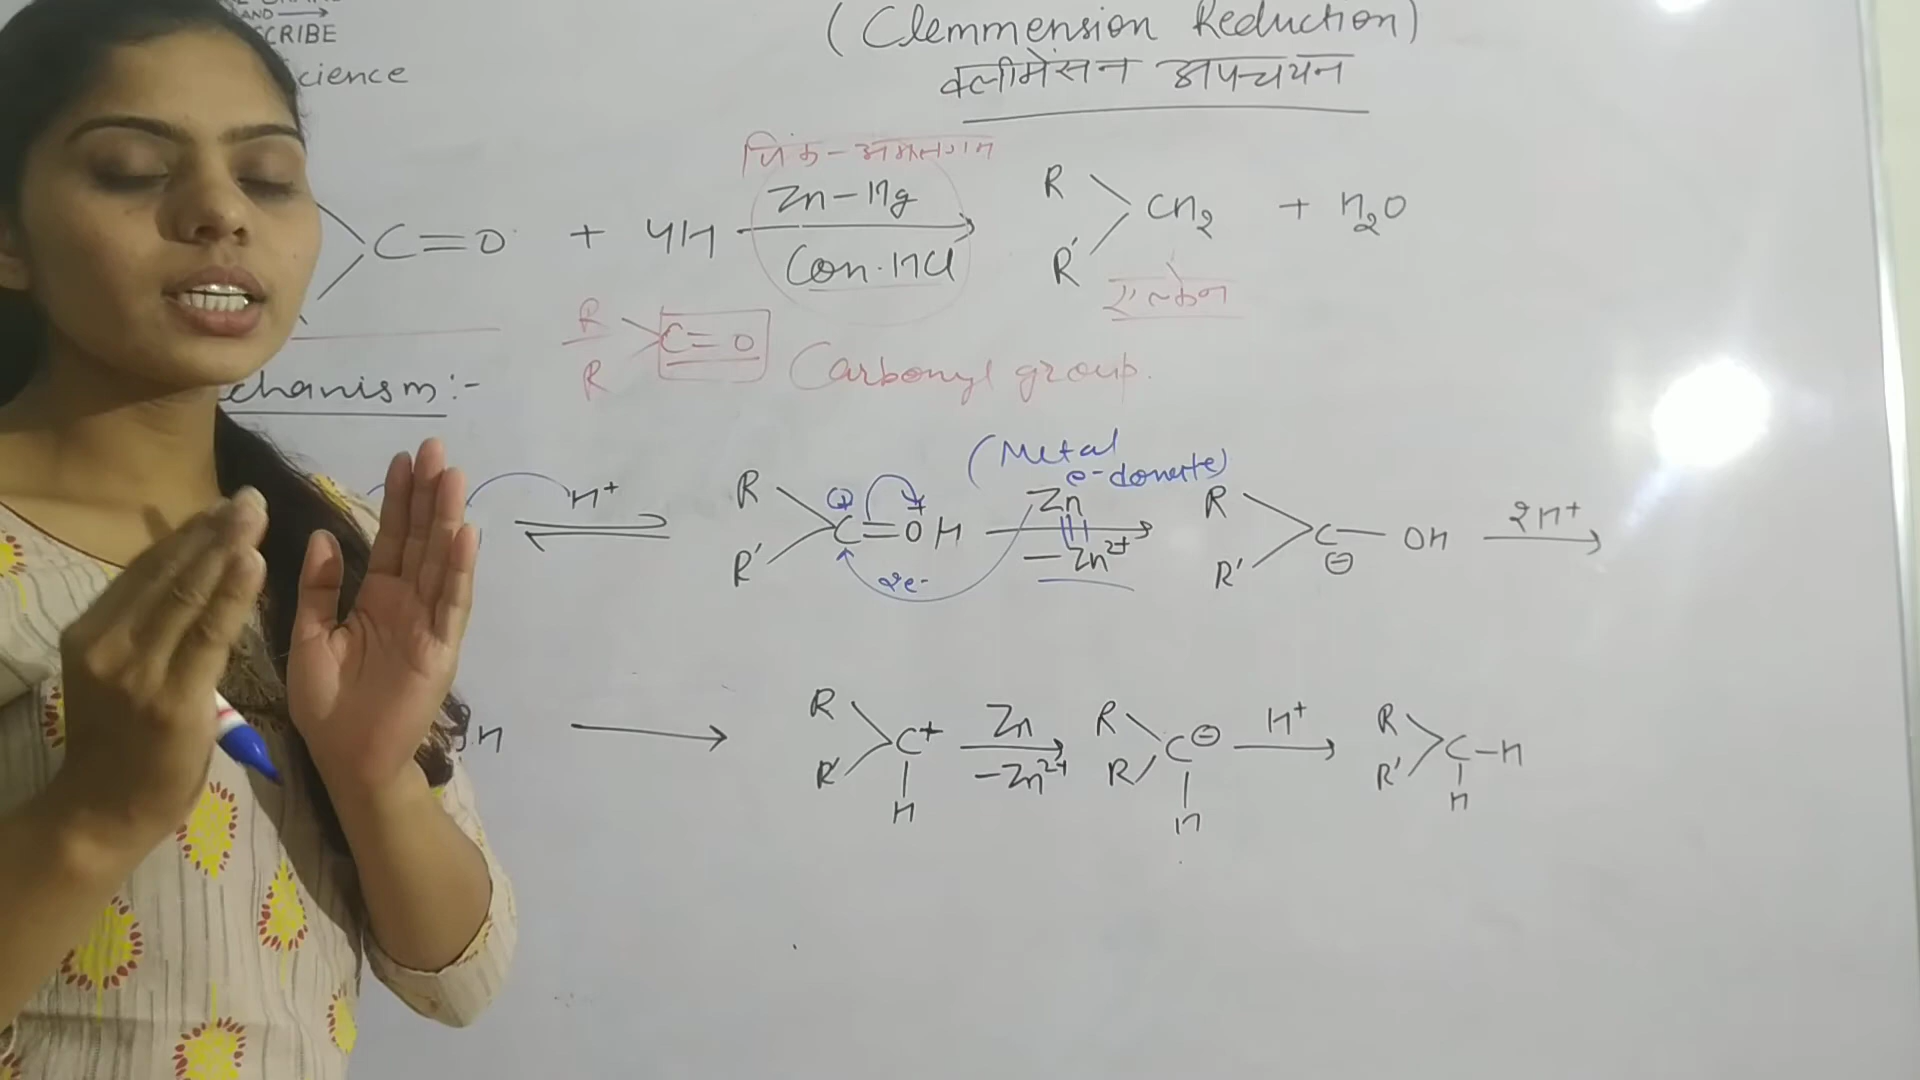 AND →
CRIBE
cience
(Clemmension Reduction)
क्लीमेंसन अपचयन
जिंक-अमलगम
C=O + 4H Zn-Hg Con.HCl R R' CH2 + H2O
एल्केन
R R C=O Carbonyl group.
chanism:-
(Metal e- donate)
H+ R R' C=OH + Zn -Zn2+ 2e- R R' C-OH ⊖ 2H+
H → R R' C+ H Zn -Zn2+ R R C⊖ H H+ R R' C-H H